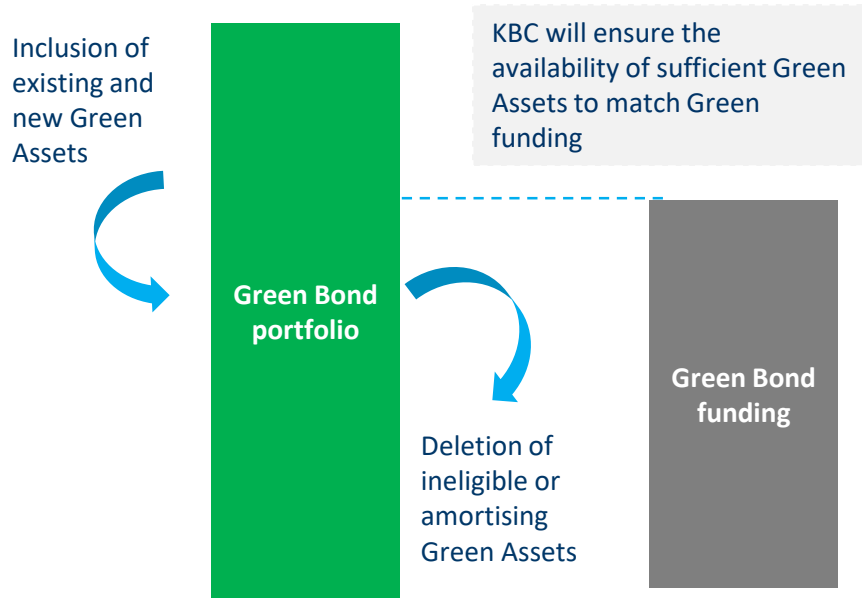 Inclusion of
existing and
new Green
Assets
KBC will ensure the
availability of sufficient Green
Assets to match Green
funding
Green Bond
portfolio
Deletion of
ineligible or
amortising
Green Assets
Green Bond
funding